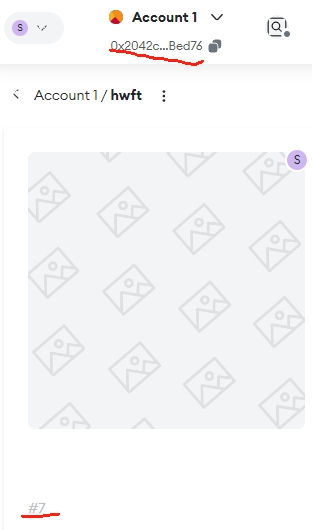 S
Account 1
0x2042c...Bed76
Account 1 / hwft
S
#7